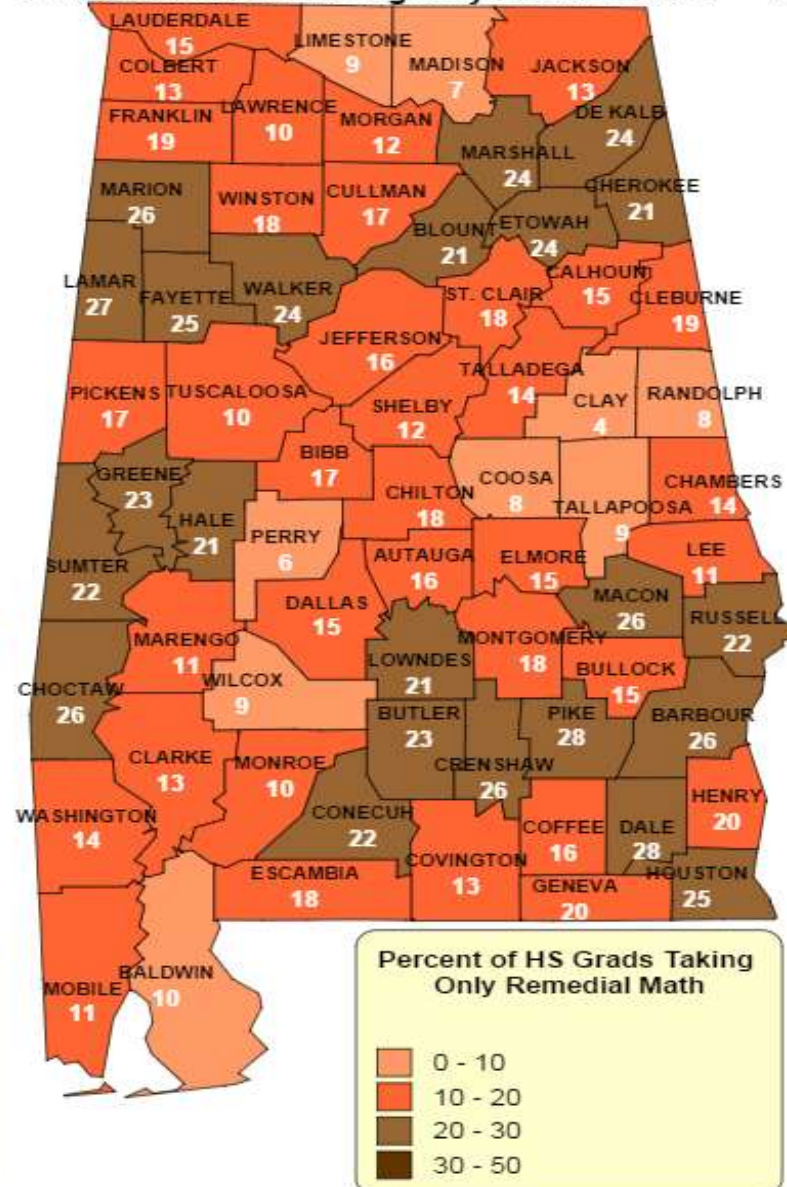 LAUDERDALE
15
LIMESTONE
9
MADISON
7
JACKSON
13
COLBERT
13
FRANKLIN
19
LAWRENCE
10
MORGAN
12
DE KALB
24
MARSHALL
24
CHEROKEE
21
MARION
26
WINSTON
18
CULLMAN
17
BLOUNT
21
ETOWAH
24
LAMAR
27
FAYETTE
25
WALKER
24
ST. CLAIR
18
CALHOUN
15
CLEBURNE
19
JEFFERSON
16
PICKENS
17
TUSCALOOSA
10
SHELBY
12
TALLADEGA
14
CLAY
4
RANDOLPH
8
GREENE
23
BIBB
17
HALE
21
PERRY
6
CHILTON
18
COOSA
8
TALLAPOOSA
9
CHAMBERS
14
SUMTER
22
AUTAUGA
16
ELMORE
15
LEE
11
DALLAS
15
MACON
26
RUSSELL
22
MARENGO
11
LOWNDES
21
MONTGOMERY
18
BULLOCK
15
CHOCTAW
26
WILCOX
9
BUTLER
23
CRENSHAW
26
PIKE
28
BARBOUR
26
CLARKE
13
MONROE
10
CONECUH
22
WASHINGTON
14
COVINGTON
13
COFFEE
16
DALE
28
HENRY
20
ESCAMBIA
18
GENEVA
20
HOUSTON
25
MOBILE
11
BALDWIN
10
Percent of HS Grads Taking
Only Remedial Math
0 - 10
10 - 20
20 - 30
30 - 50